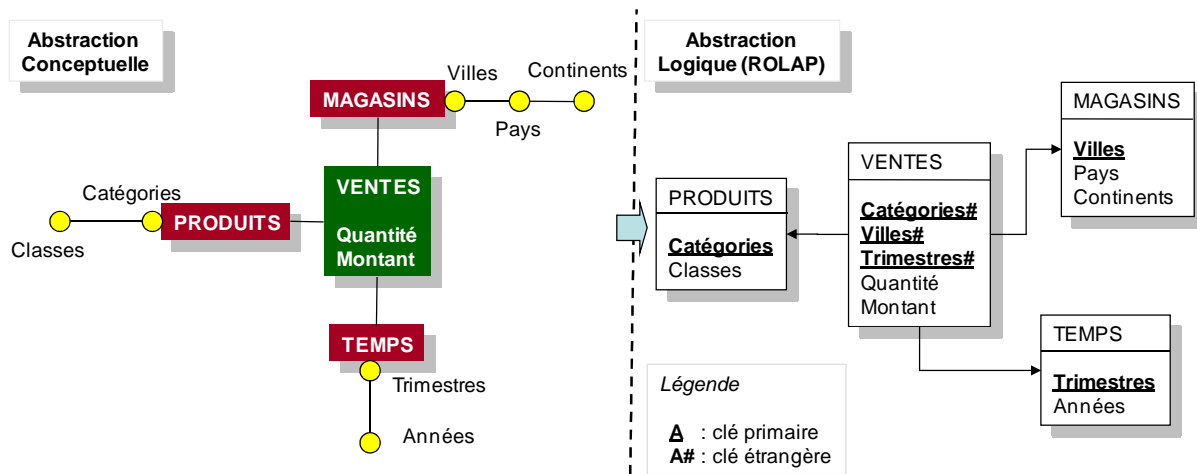 Abstraction
Conceptuelle
Villes
Continents
MAGASINS
Pays
VENTES
Quantité
Montant
Catégories
PRODUITS
Classes
TEMPS
Trimestres
Années
Abstraction
Logique (ROLAP)
MAGASINS
Villes
Pays
Continents
VENTES
Catégories#
Villes#
Trimestres#
Quantité
Montant
PRODUITS
Catégories
Classes
TEMPS
Trimestres
Années
Légende
A : clé primaire
A# : clé étrangère